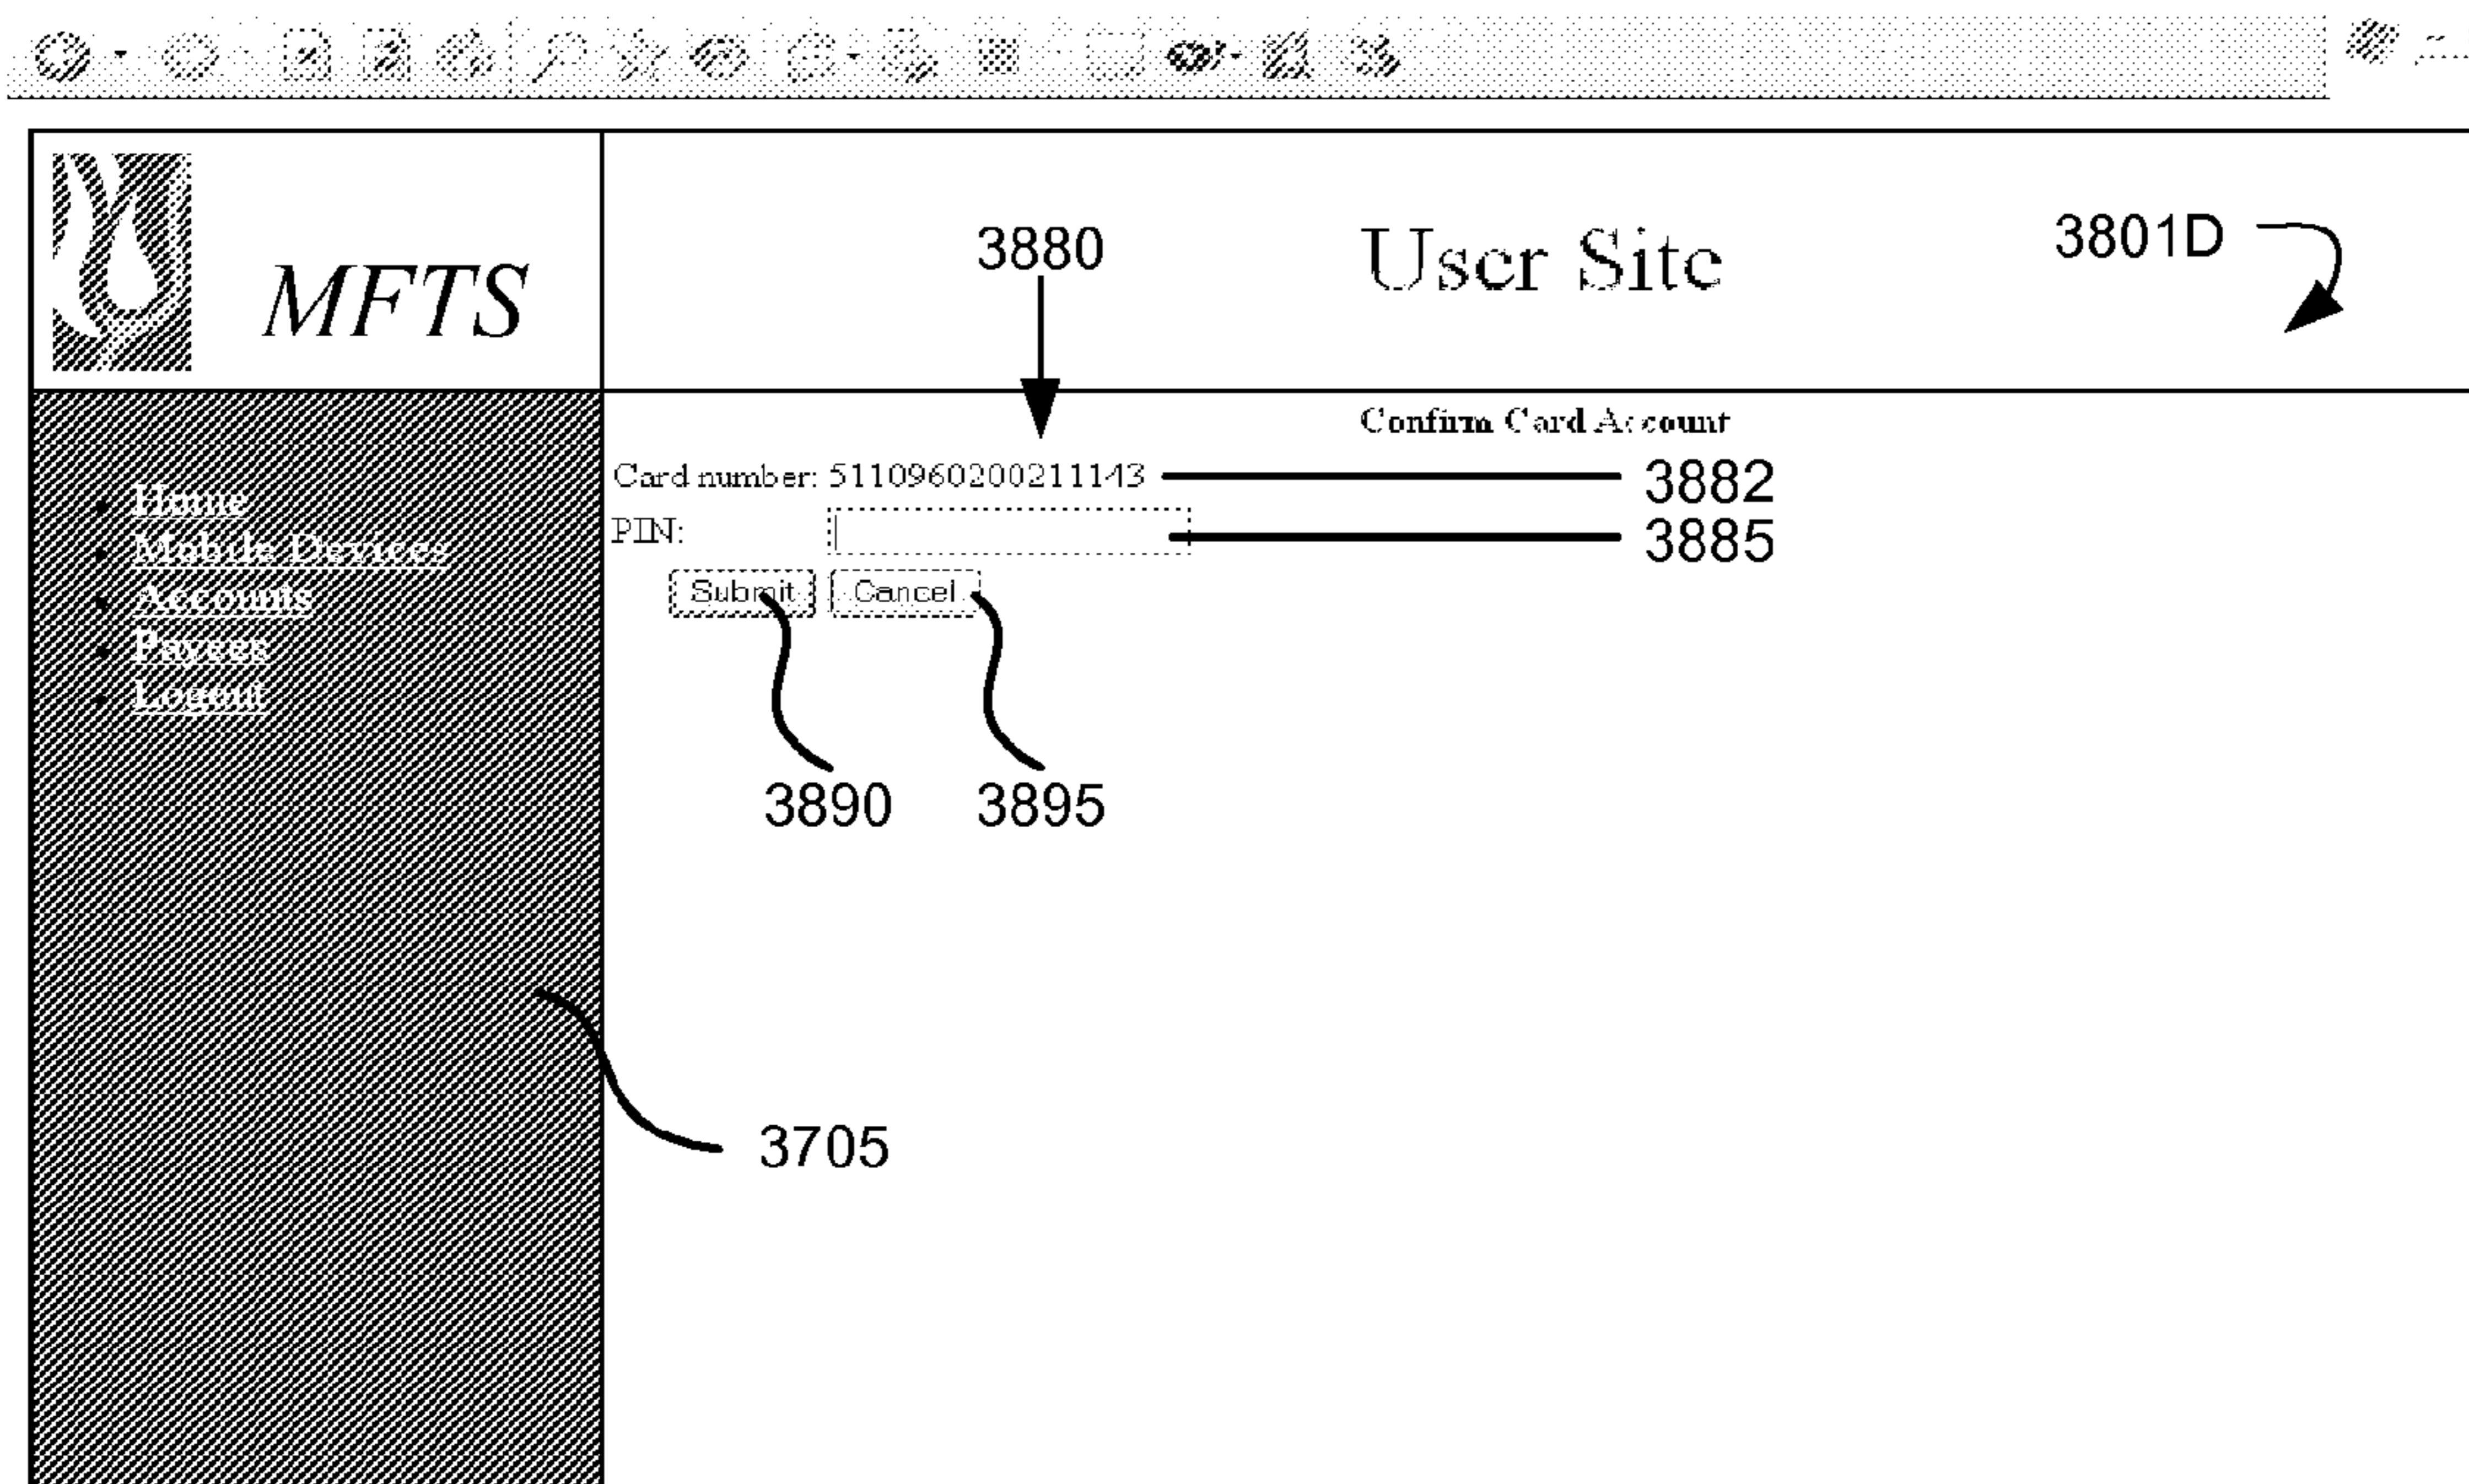 3880
User Site
3801D
MFTS
Confirm Card Account
Card number: 5110960200211143
3882
Home
PIN:
3885
Mobile Devices
Submit
Cancel
Accounts
Payees
Logout
3890
3895
3705